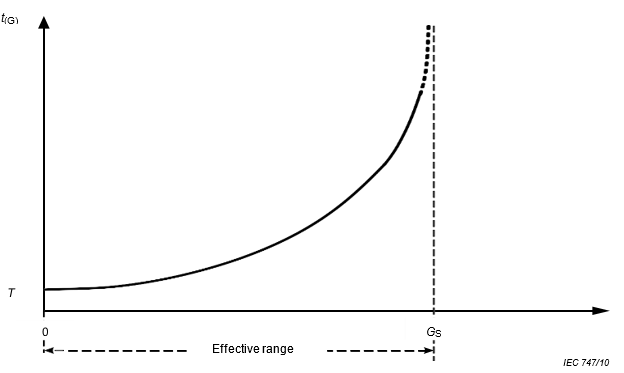 t(G)
T
0
GS
Effective range
IEC 747/10